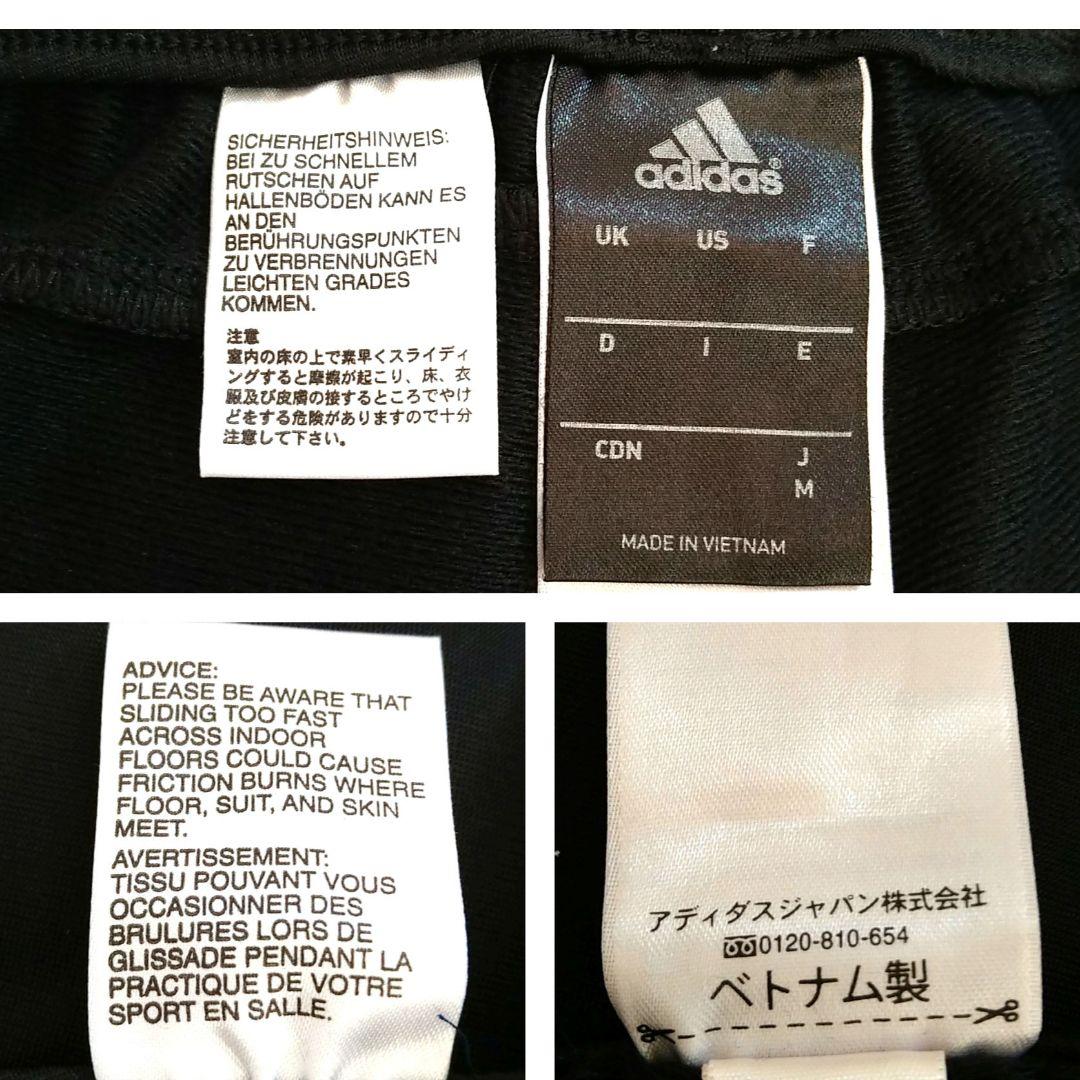 SICHERHEITSHINWEIS:
BEI ZU SCHNELLEM
RUTSCHEN AUF
HALLENBÖDEN KANN ES
AN DEN
BERÜHRUNGSPUNKTEN
ZU VERBRENNUNGEN
LEICHTEN GRADES
KOMMEN.
注意
室内の床の上で素早くスライディ
ングすると摩擦が起こり、床、衣
服及び皮膚の接するところでやけ
どをする危険がありますので十分
注意して下さい。
adidas®
UK US F
D I E
CDN J
M
MADE IN VIETNAM
ADVICE:
PLEASE BE AWARE THAT
SLIDING TOO FAST
ACROSS INDOOR
FLOORS COULD CAUSE
FRICTION BURNS WHERE
FLOOR, SUIT, AND SKIN
MEET.
AVERTISSEMENT:
TISSU POUVANT VOUS
OCCASIONNER DES
BRULURES LORS DE
GLISSADE PENDANT LA
PRACTIQUE DE VOTRE
SPORT EN SALLE.
アディダスジャパン株式会社
0120-810-654
ベトナム製